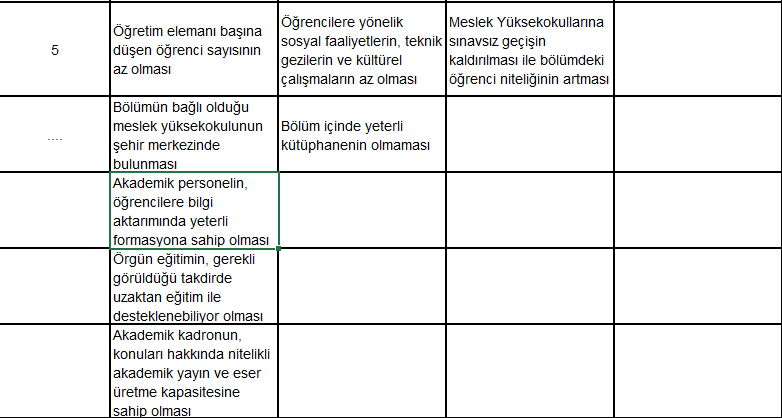 5
Öğretim elemanı başına
düşen öğrenci sayısının
az olması
Öğrencilere yönelik
sosyal faaliyetlerin, teknik
gezilerin ve kültürel
çalışmaların az olması
Meslek Yüksekokullarına
sınavsız geçişin
kaldırılması ile bölümdeki
öğrenci niteliğinin artması
....
Bölümün bağlı olduğu
meslek yüksekokulunun
şehir merkezinde
bulunması
Bölüm içinde yeterli
kütüphanenin olmaması
Akademik personelin,
öğrencilere bilgi
aktarımında yeterli
formasyona sahip olması
Örgün eğitimin, gerekli
görüldüğü takdirde
uzaktan eğitim ile
desteklenebiliyor olması
Akademik kadronun,
konuları hakkında nitelikli
akademik yayın ve eser
üretme kapasitesine
sahip olması